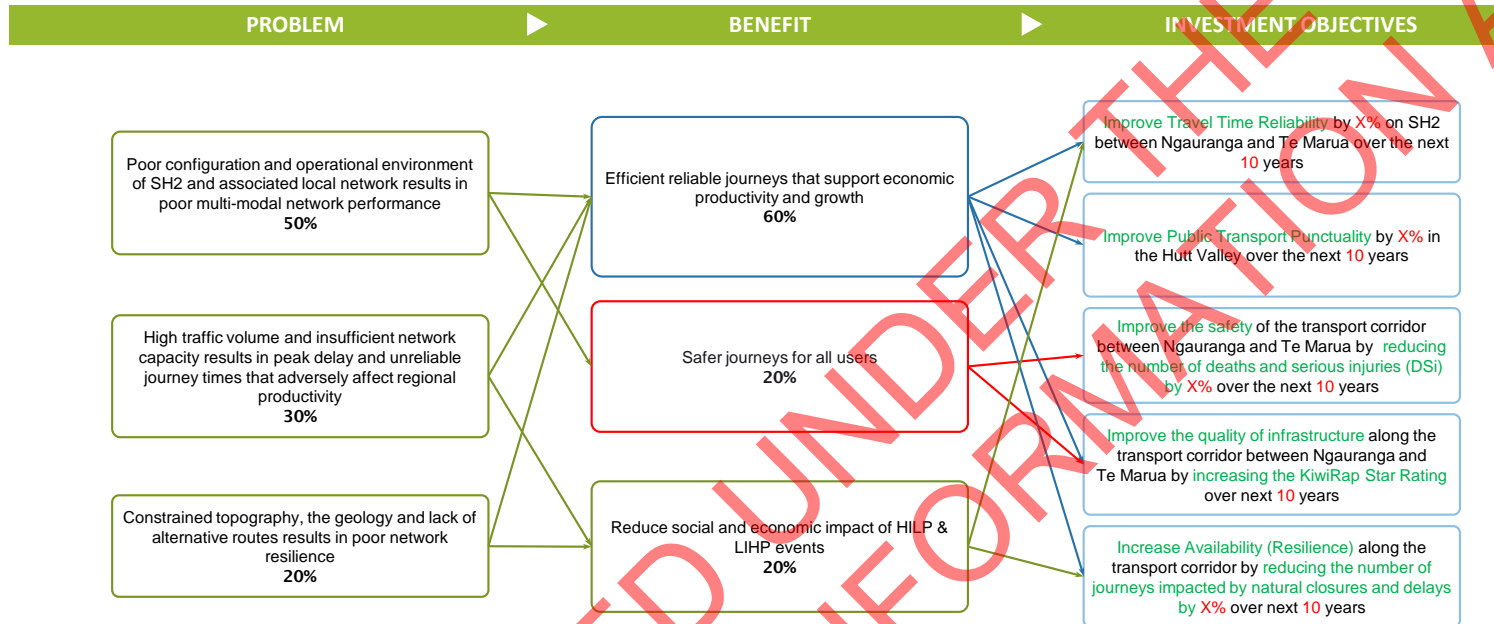 PROBLEM
BENEFIT
INVESTMENT OBJECTIVES
Poor configuration and operational environment
of SH2 and associated local network results in
poor multi-modal network performance
50%
High traffic volume and insufficient network
capacity results in peak delay and unreliable
journey times that adversely affect regional
productivity
30%
Constrained topography, the geology and lack of
alternative routes results in poor network
resilience
20%
Efficient reliable journeys that support economic
productivity and growth
60%
Safer journeys for all users
20%
Reduce social and economic impact of HILP &
LIHP events
20%
Improve Travel Time Reliability by X% on SH2
between Ngauranga and Te Marua over the next
10 years
Improve Public Transport Punctuality by X% in
the Hutt Valley over the next 10 years
Improve the safety of the transport corridor
between Ngauranga and Te Marua by reducing
the number of deaths and serious injuries (DSi)
by X% over the next 10 years
Improve the quality of infrastructure along the
transport corridor between Ngauranga and
Te Marua by increasing the KiwiRap Star Rating
over next 10 years
Increase Availability (Resilience) along the
transport corridor by reducing the number of
journeys impacted by natural closures and delays
by X% over next 10 years
UNDER THE
INFORMATION